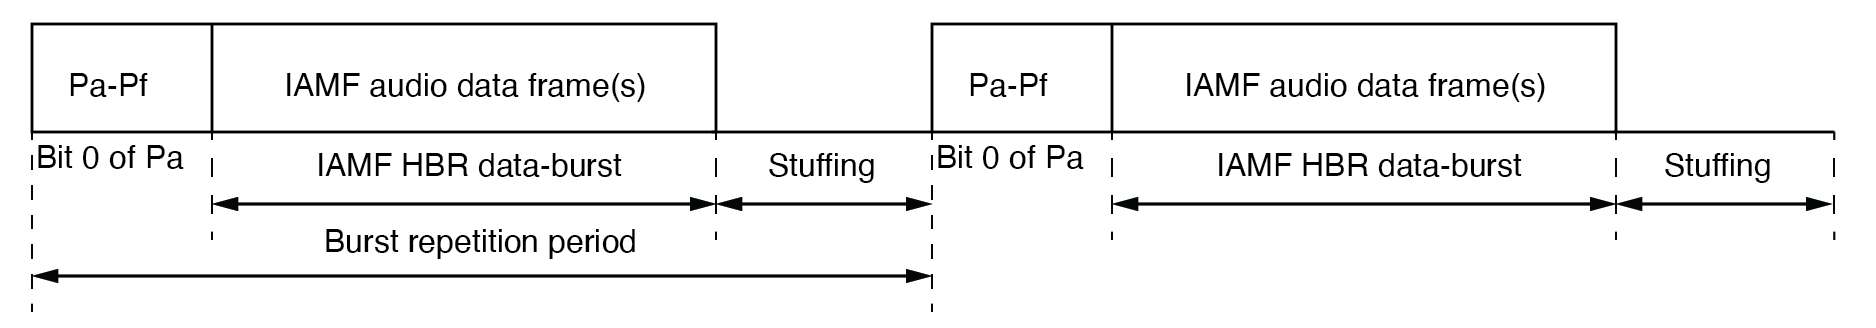 Pa-Pf IAMF audio data frame(s) Pa-Pf IAMF audio data frame(s)
Bit 0 of Pa IAMF HBR data-burst Stuffing Bit 0 of Pa IAMF HBR data-burst Stuffing
Burst repetition period